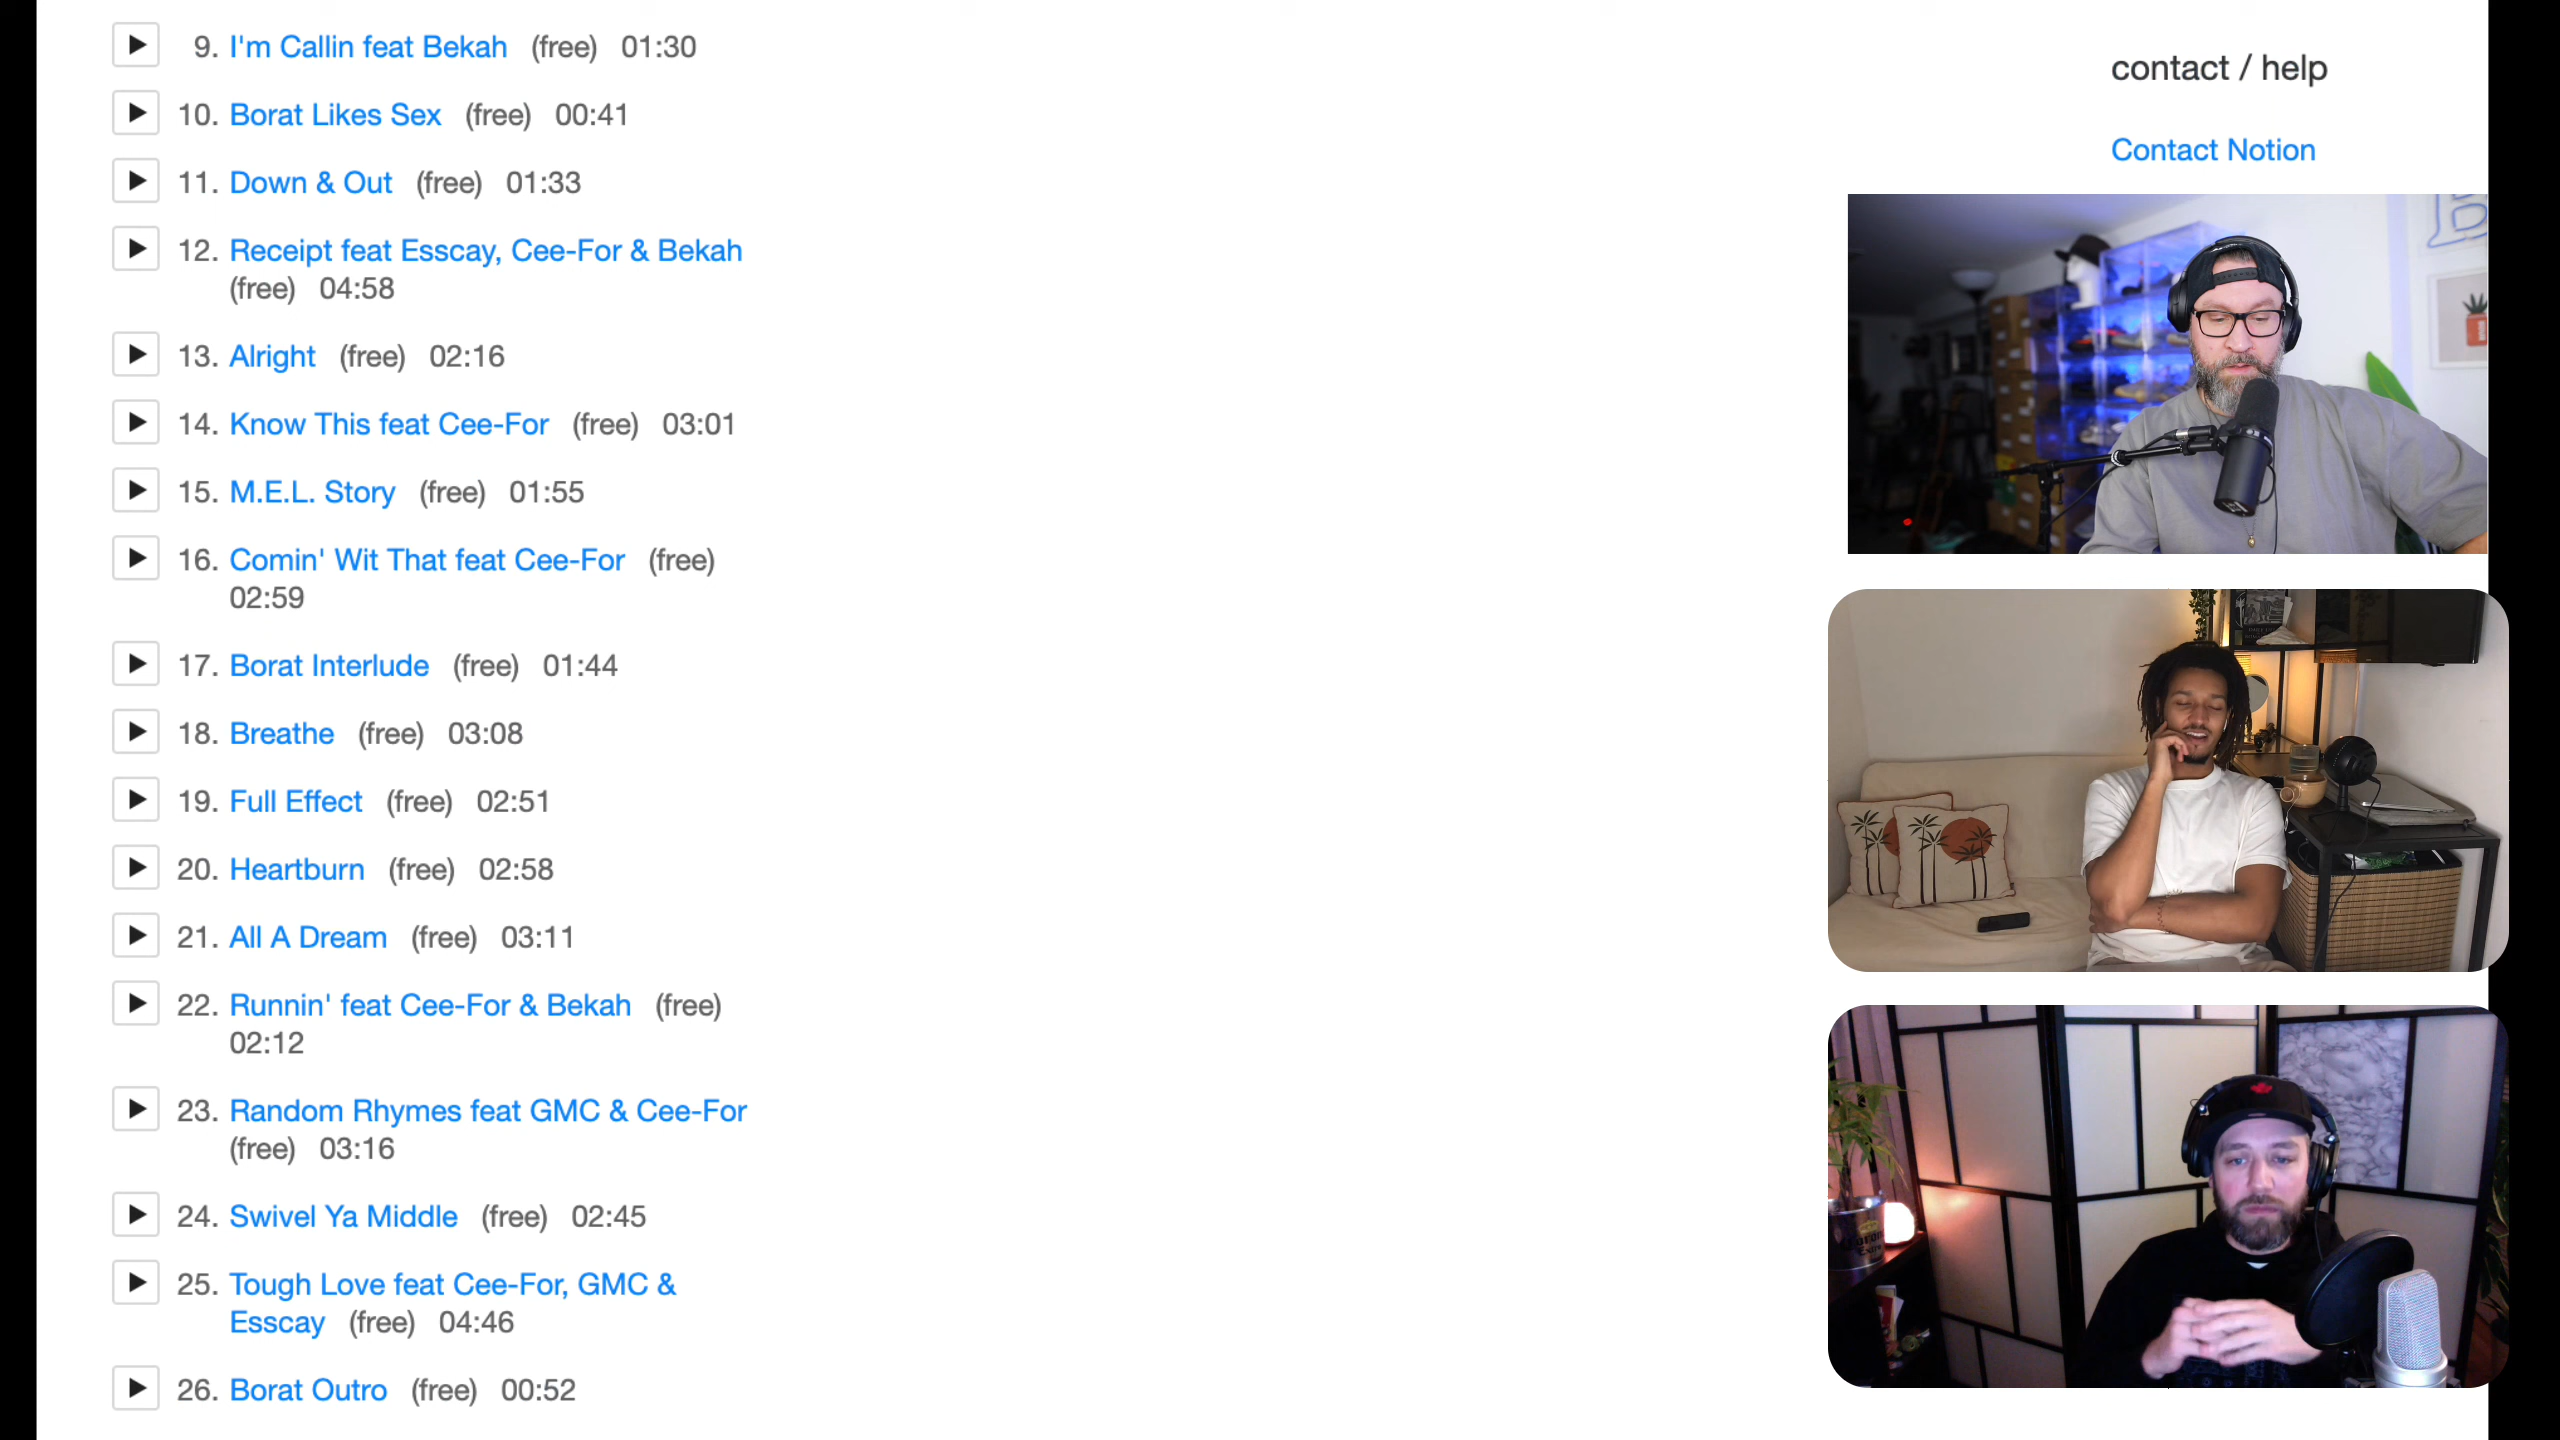 9. I'm Callin feat Bekah (free) 01:30
10. Borat Likes Sex (free) 00:41
11. Down & Out (free) 01:33
12. Receipt feat Esscay, Cee-For & Bekah
(free) 04:58
13. Alright (free) 02:16
14. Know This feat Cee-For (free) 03:01
15. M.E.L. Story (free) 01:55
16. Comin' Wit That feat Cee-For (free)
02:59
17. Borat Interlude (free) 01:44
18. Breathe (free) 03:08
19. Full Effect (free) 02:51
20. Heartburn (free) 02:58
21. All A Dream (free) 03:11
22. Runnin' feat Cee-For & Bekah (free)
02:12
23. Random Rhymes feat GMC & Cee-For
(free) 03:16
24. Swivel Ya Middle (free) 02:45
25. Tough Love feat Cee-For, GMC &
Esscay (free) 04:46
26. Borat Outro (free) 00:52
contact / help
Contact Notion
Corona
Extra